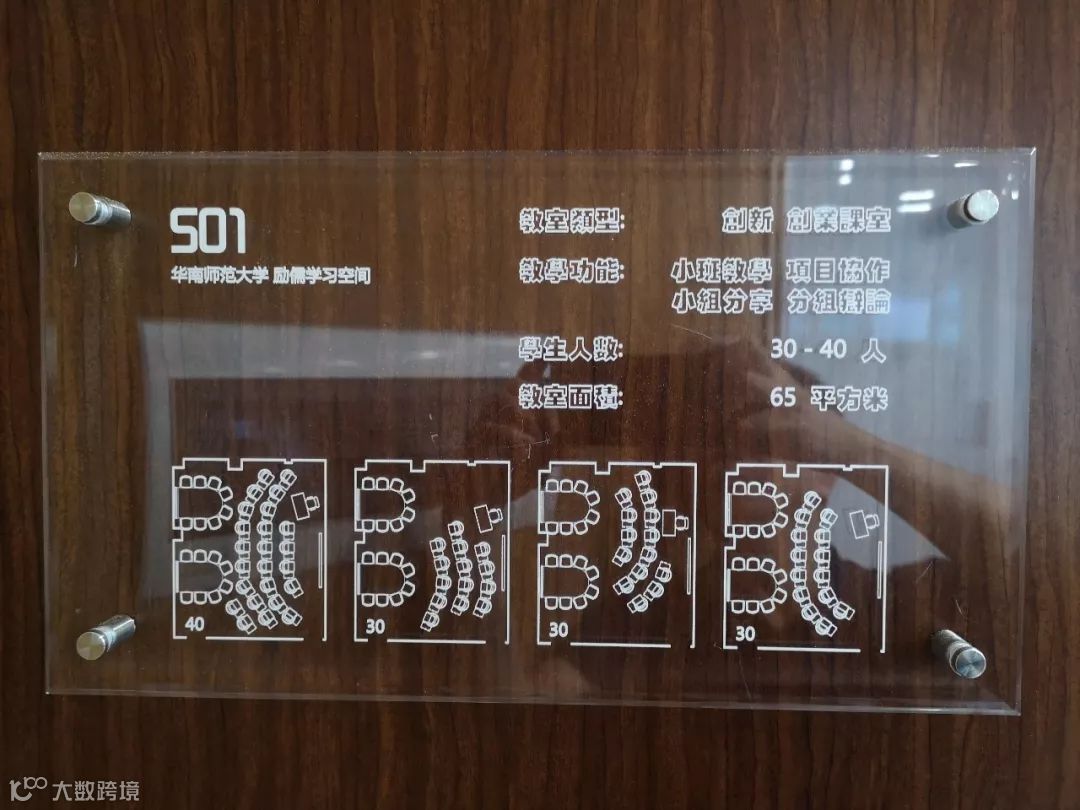 S01
华南师范大学 励儒学习空间
教室類型: 創新 創業課室
教學功能: 小班教學 項目協作
小組分享 分組辯論
學生人数: 30 - 40 人
教室面積: 65 平方米
40
30
30
30
大数跨境